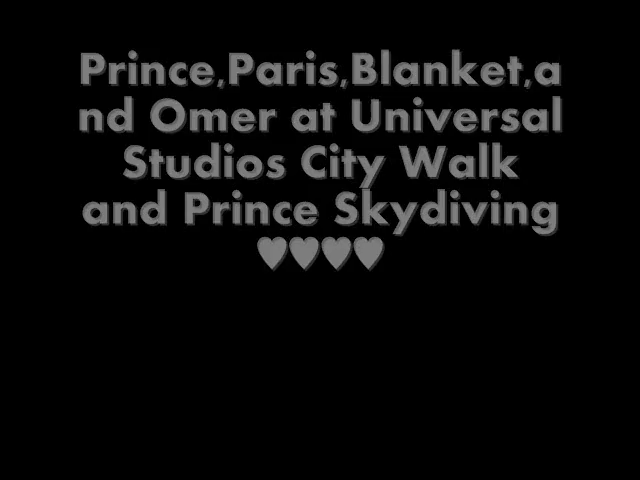 Prince,Paris,Blanket,a
nd Omer at Universal
Studios City Walk
and Prince Skydiving
♥♥♥♥